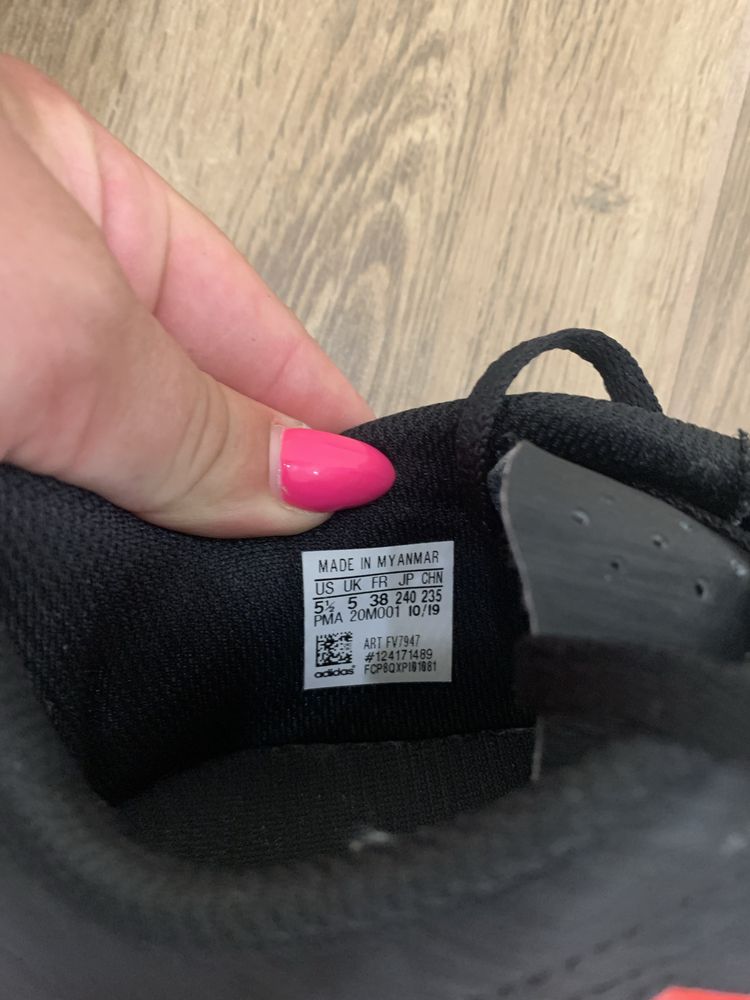 MADE IN MYANMAR
US UK FR JP CHN
5½ 5 38 240 235
PMA 20M001 10/19
ART FV7947
#124171489
adidas